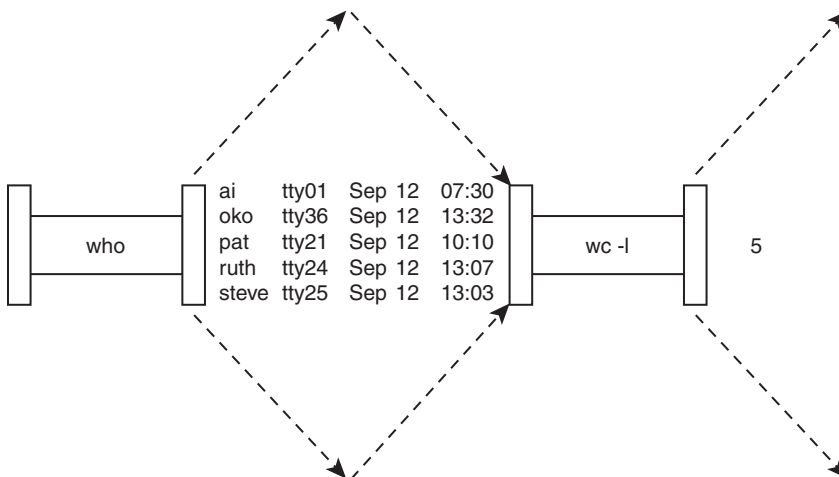 who
ai tty01 Sep 12 07:30
oko tty36 Sep 12 13:32
pat tty21 Sep 12 10:10
ruth tty24 Sep 12 13:07
steve tty25 Sep 12 13:03
wc -l
5